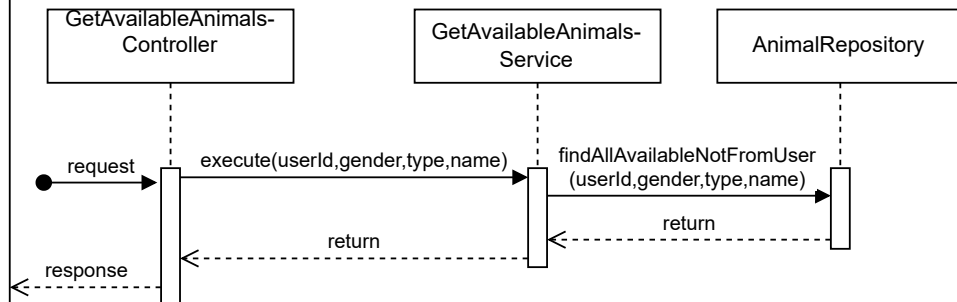 GetAvailableAnimals-
Controller
GetAvailableAnimals-
Service
AnimalRepository
request
execute(userId,gender,type,name)
findAllAvailableNotFromUser
(userId,gender,type,name)
return
return
response